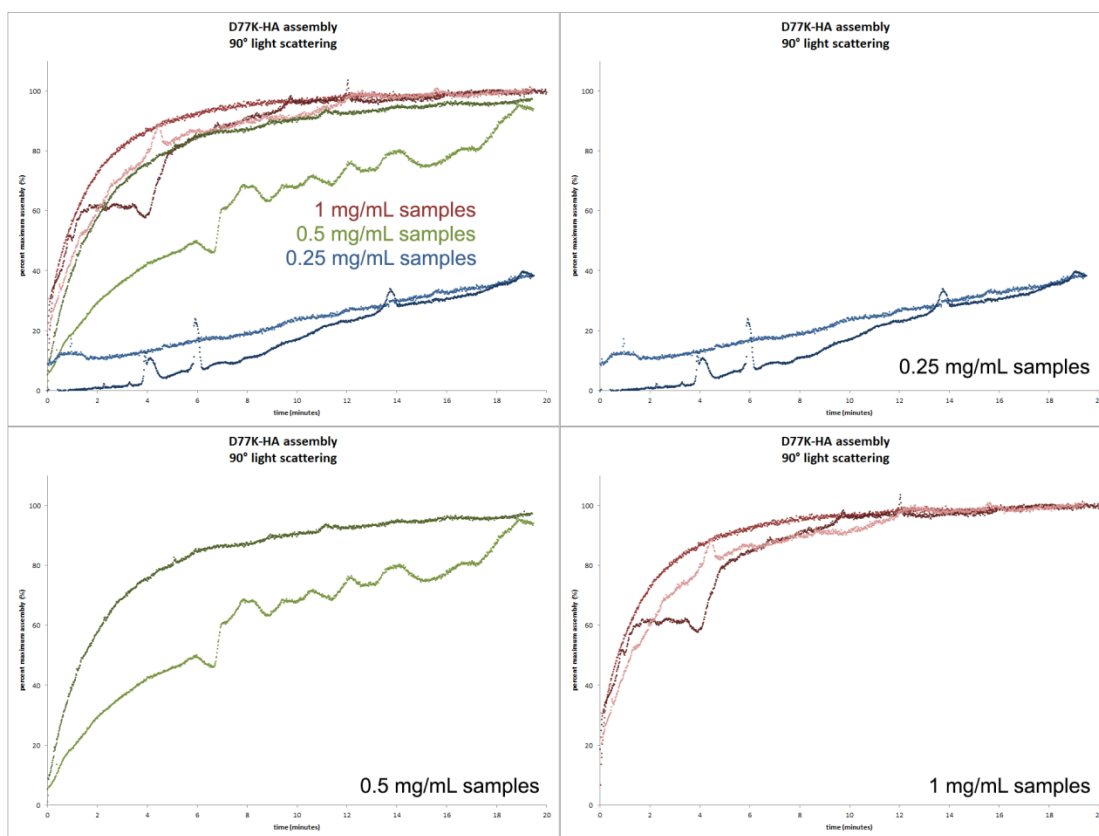 D77K-HA assembly
90° light scattering
percent maximum assembly (%)
100
80
60
40
20
0
1 mg/mL samples
0.5 mg/mL samples
0.25 mg/mL samples
0 2 4 6 8 10 12 14 16 18 20
time (minutes)
D77K-HA assembly
90° light scattering
percent maximum assembly (%)
100
80
60
40
20
0
0.25 mg/mL samples
0 2 4 6 8 10 12 14 16 18 20
time (minutes)
D77K-HA assembly
90° light scattering
percent maximum assembly (%)
100
80
60
40
20
0
0.5 mg/mL samples
0 2 4 6 8 10 12 14 16 18 20
time (minutes)
D77K-HA assembly
90° light scattering
percent maximum assembly (%)
100
80
60
40
20
0
1 mg/mL samples
0 2 4 6 8 10 12 14 16 18 20
time (minutes)